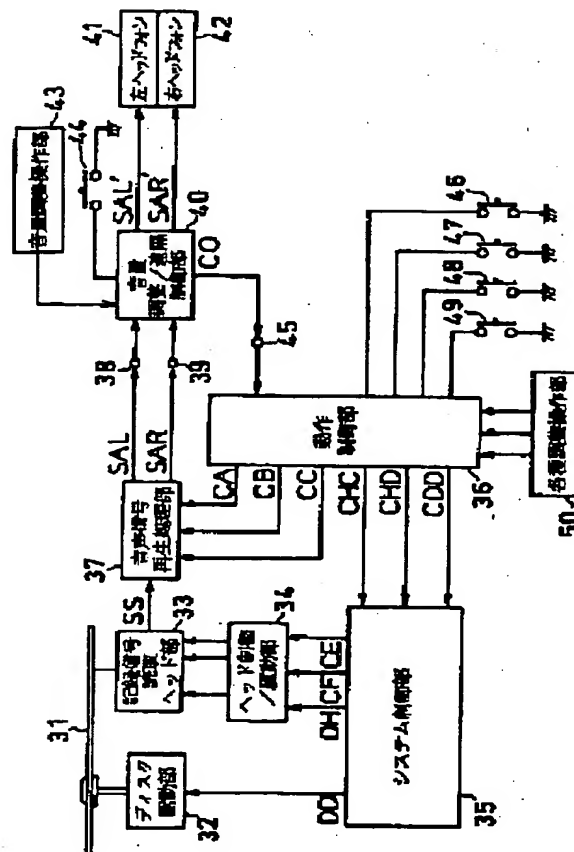 31
ディスク
駆動部
32
記録信号
読取
ヘッド部
33
SS
音声信号
再生処理部
37
SAL
SAR
38
39
音量
調整/遠隔
制御部
40
音量調整操作部
43
44
SAL'
SAR'
左ヘッドフォン
41
右ヘッドフォン
42
CO
45
ヘッド制御
/駆動部
34
DD
DH
CF
CE
システム制御部
35
CA
CB
CC
CHC
CHD
CDD
動作
制御部
36
46
47
48
49
各種調整操作部
50